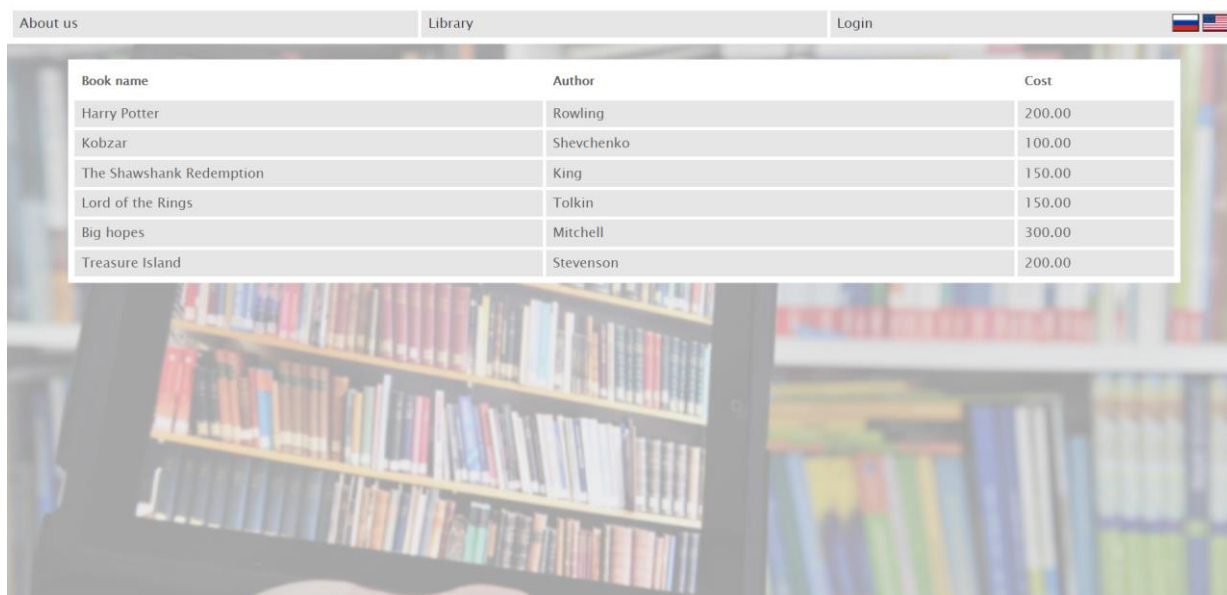 About us Library Login
Book name Author Cost
Harry Potter Rowling 200.00
Kobzar Shevchenko 100.00
The Shawshank Redemption King 150.00
Lord of the Rings Tolkin 150.00
Big hopes Mitchell 300.00
Treasure Island Stevenson 200.00